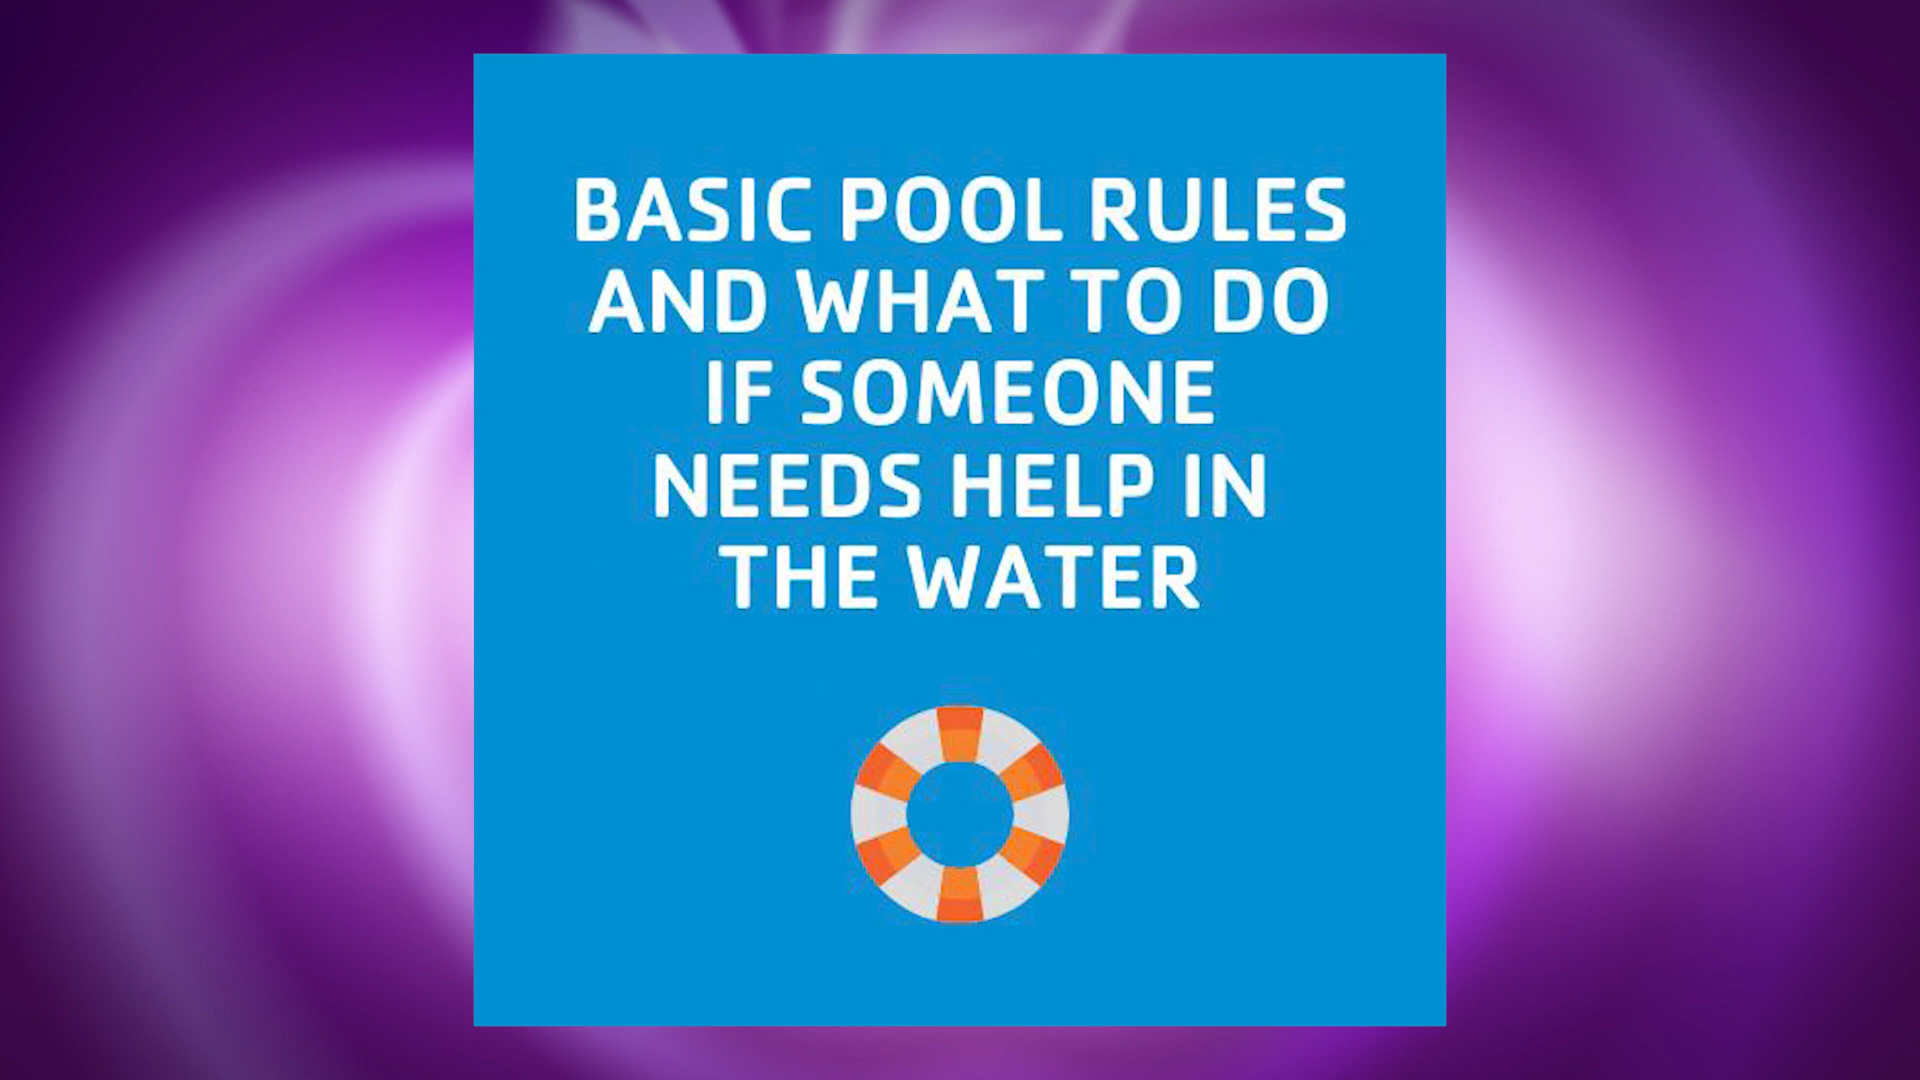 BASIC POOL RULES
AND WHAT TO DO
IF SOMEONE
NEEDS HELP IN
THE WATER